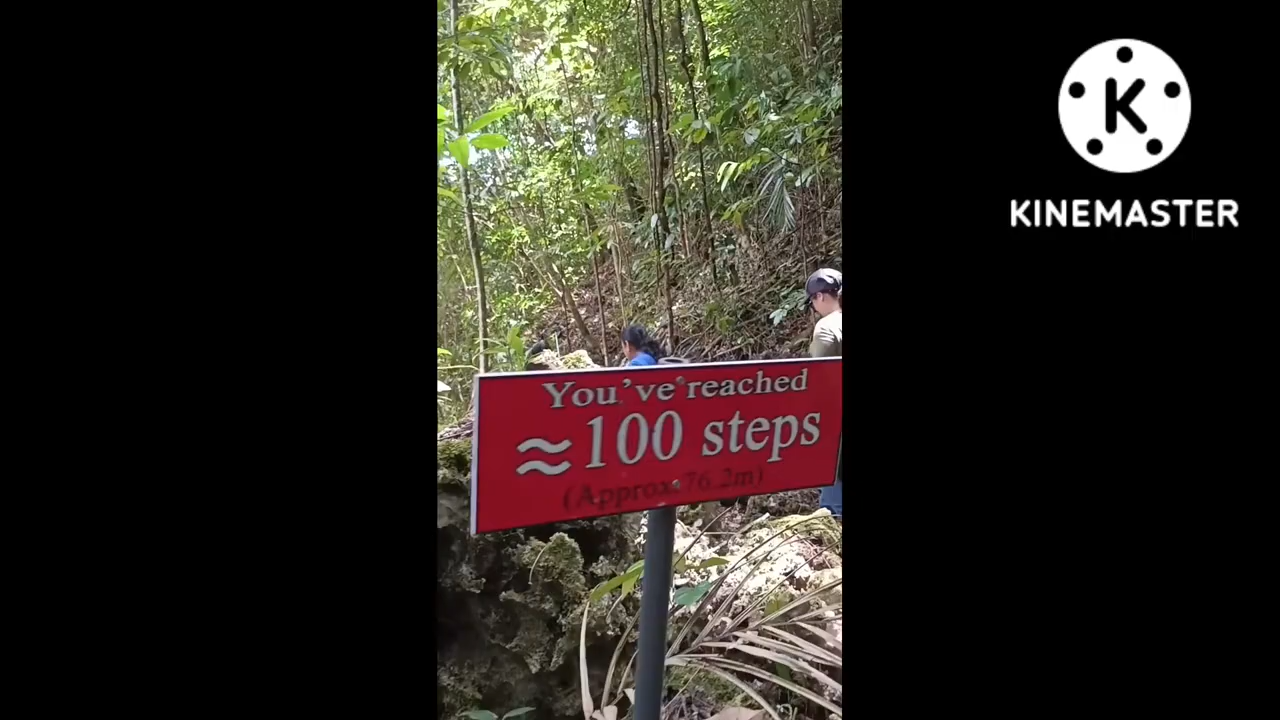 You've reached
≈100 steps
(Approx. 76.2m)
K
KINEMASTER